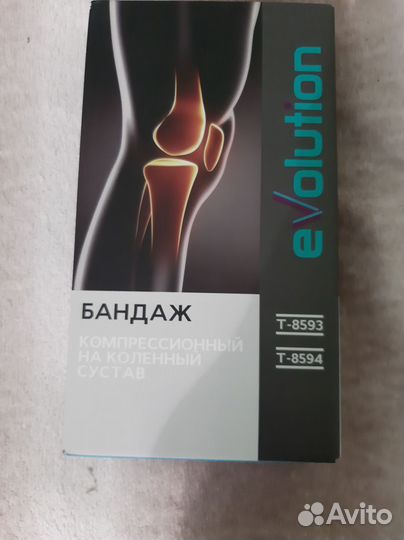 evolution
БАНДАЖ
КОМПРЕССИОННЫЙ
НА КОЛЕННЫЙ
СУСТАВ
Т-8593
Т-8594
Avito